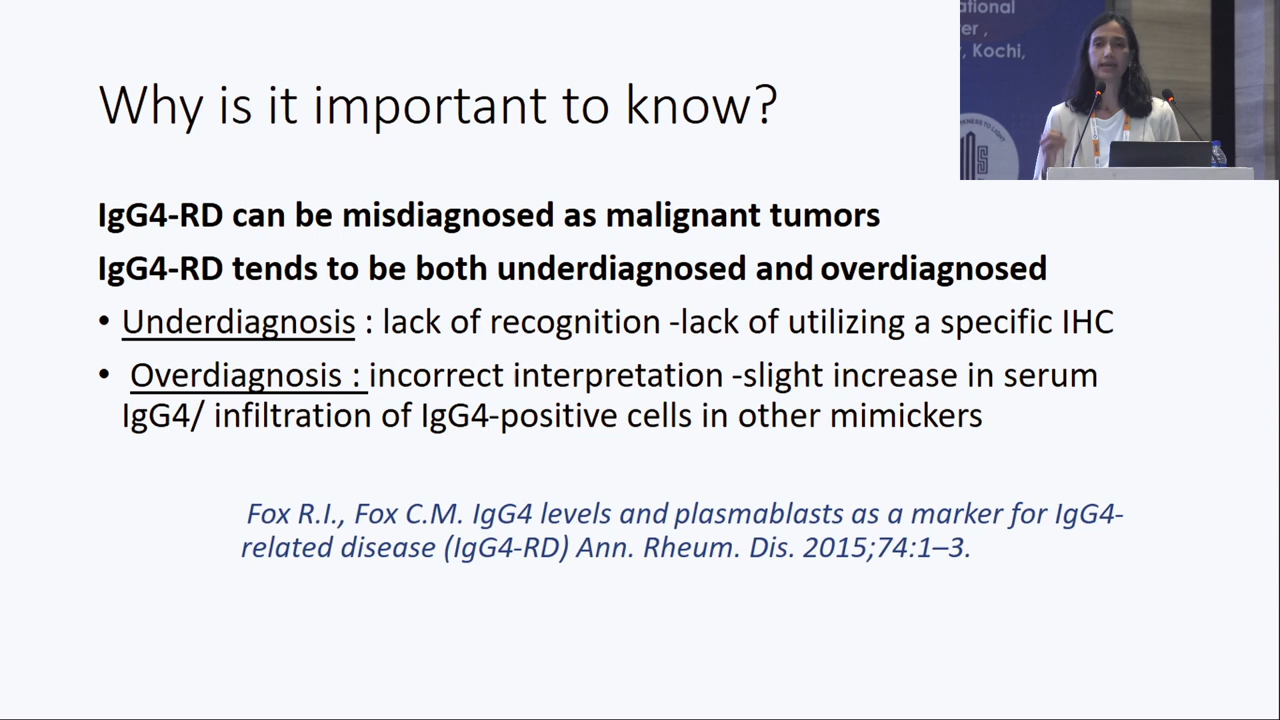 Why is it important to know?
ational
er ,
, Kochi,
IgG4-RD can be misdiagnosed as malignant tumors
IgG4-RD tends to be both underdiagnosed and overdiagnosed
• Underdiagnosis : lack of recognition -lack of utilizing a specific IHC
• Overdiagnosis : incorrect interpretation -slight increase in serum
IgG4/ infiltration of IgG4-positive cells in other mimickers
Fox R.I., Fox C.M. IgG4 levels and plasmablasts as a marker for IgG4-
related disease (IgG4-RD) Ann. Rheum. Dis. 2015;74:1–3.